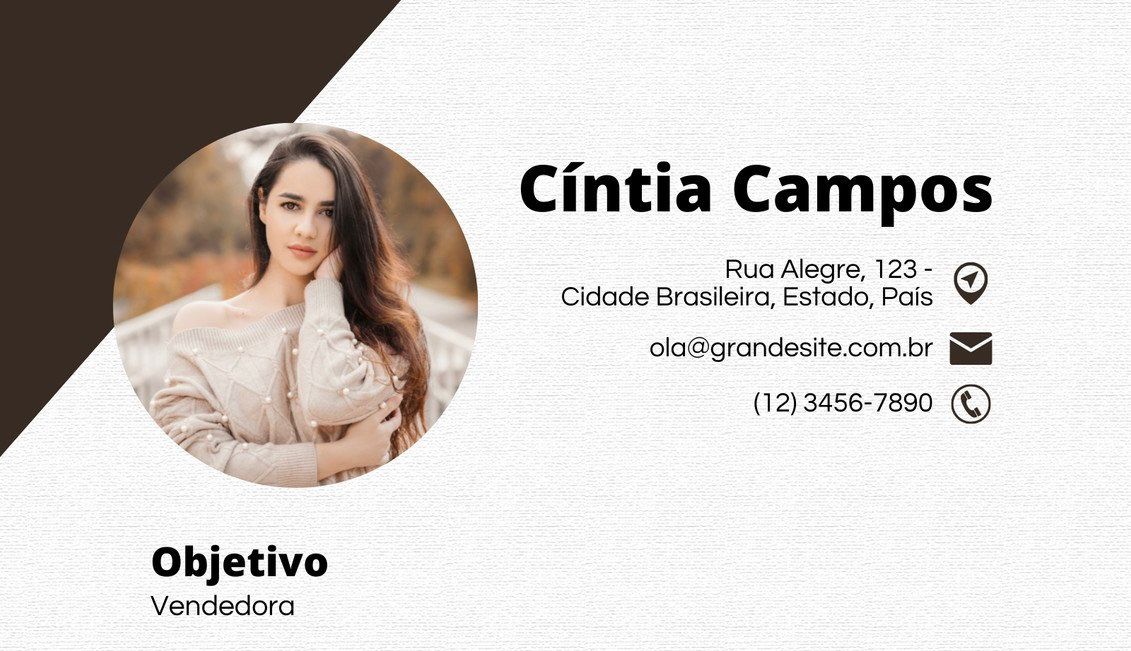 Cíntia Campos
Rua Alegre, 123 -
Cidade Brasileira, Estado, País
ola@grandesite.com.br
(12) 3456-7890
Objetivo
Vendedora